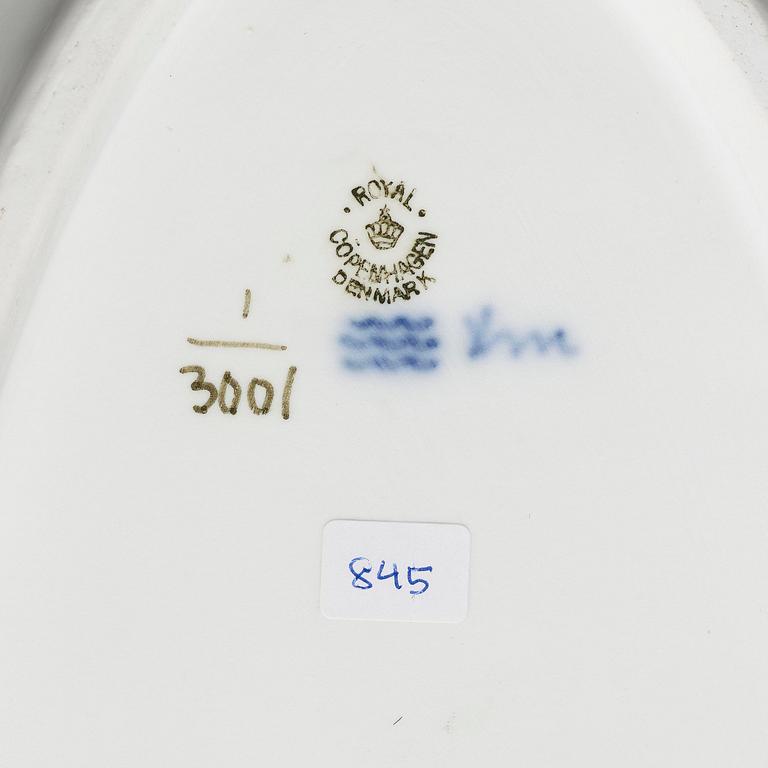 · ROYAL ·
COPENHAGEN
DENMARK
1
3001
845